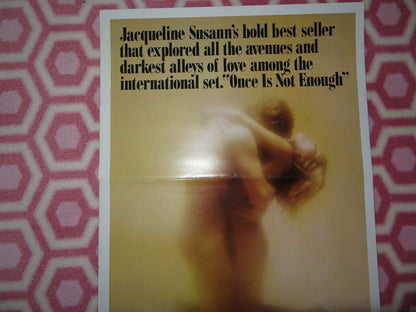 Jacqueline Susann's bold best seller
that explored all the avenues and
darkest alleys of love among the
international set."Once Is Not Enough"